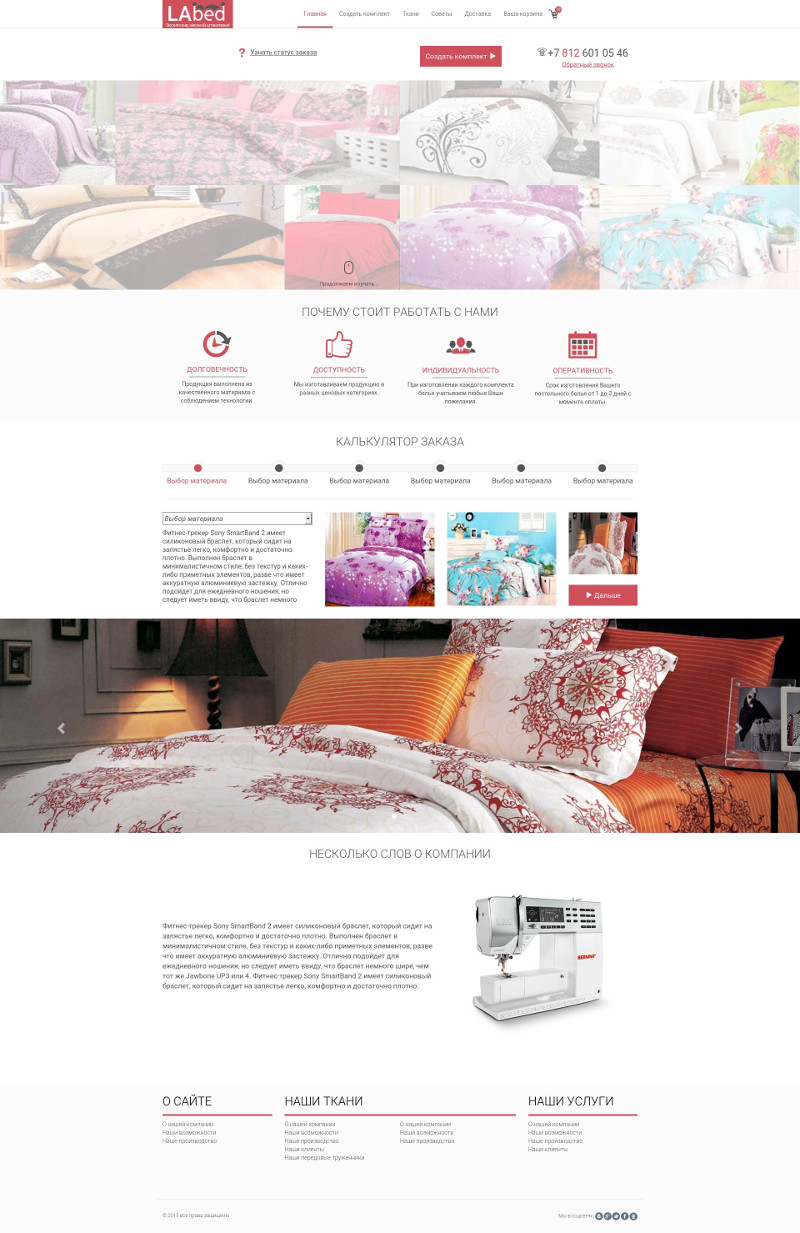 LAbed
Главная Создать комплект Ткани Советы Доставка Ваша корзина
? Узнать статус заказа
Создать комплект
+7 812 601 05 46
Обратный звонок
Продолжаем изучать...
ПОЧЕМУ СТОИТ РАБОТАТЬ С НАМИ
ДОЛГОВЕЧНОСТЬ
Продукция выполнена из
качественного материала с
соблюдением технологии.
ДОСТУПНОСТЬ
Мы изготавливаем продукцию в
разных ценовых категориях.
ИНДИВИДУАЛЬНОСТЬ
При изготовлении каждого комплекта
белья учитываем любые Ваши
пожелания.
ОПЕРАТИВНОСТЬ
Срок изготовления Вашего
постельного белья от 1 до 3 дней с
момента оплаты.
КАЛЬКУЛЯТОР ЗАКАЗА
Выбор материала Выбор материала Выбор материала Выбор материала Выбор материала Выбор материала
Выбор материала
Фитнес-трекер Sony SmartBand 2 имеет
силиконовый браслет, который сидит на
запястье легко, комфортно и достаточно
плотно. Выполнен браслет в
минималистичном стиле, без текстур и каких-
либо приметных элементов, разве что имеет
аккуратную алюминиевую застежку. Отлично
подойдет для ежедневного ношения, но
следует иметь ввиду, что браслет немного
Дальше
НЕСКОЛЬКО СЛОВ О КОМПАНИИ
Фитнес-трекер Sony SmartBand 2 имеет силиконовый браслет, который сидит на
запястье легко, комфортно и достаточно плотно. Выполнен браслет в
минималистичном стиле, без текстур и каких-либо приметных элементов, разве
что имеет аккуратную алюминиевую застежку. Отлично подойдет для
ежедневного ношения, но следует иметь ввиду, что браслет немного шире, чем
тот же Jawbone UP3 или 4. Фитнес-трекер Sony SmartBand 2 имеет силиконовый
браслет, который сидит на запястье легко, комфортно и достаточно плотно.
BERNINA
О САЙТЕ
О нашей компании
Наши возможности
Наше производство
НАШИ ТКАНИ
О нашей компании
Наши возможности
Наше производство
Наши клиенты
Наши передовые труженники
О нашей компании
Наши возможности
Наше производство
НАШИ УСЛУГИ
О нашей компании
Наши возможности
Наше производство
Наши клиенты
© 2015 все права защищены
Мы в соцсетях: